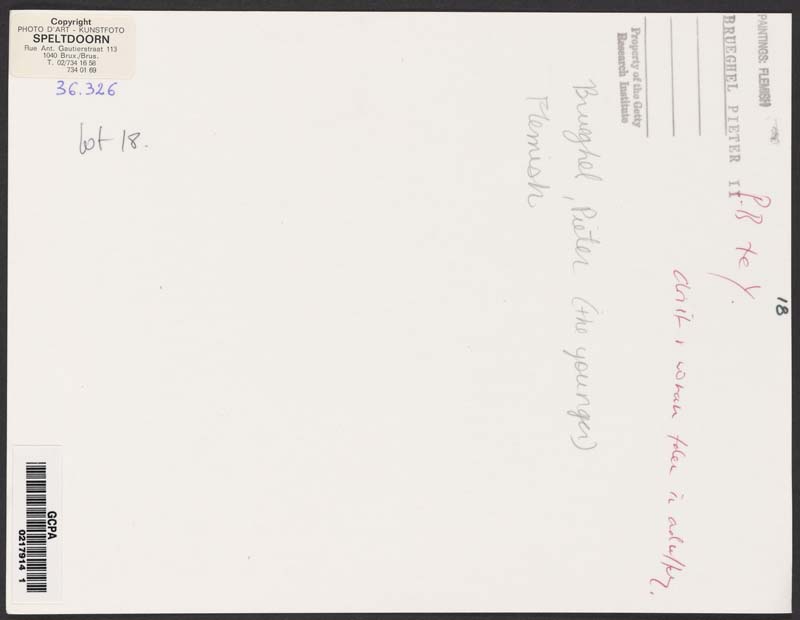 Copyright
PHOTO D'ART - KUNSTFOTO
SPELTDOORN
Rue Ant. Gautierstraat 113
1040 Brux./Brus.
T. 02/734 16 58
734 01 69
36.326
lot 18.
PAINTINGS: FLEMISH
BRUEGHEL PIETER II
P.B. te Y.
18
Christ & woman taken in adultery.
Property of the Getty
Research Institute
Brueghel, Pieter (the younger)
Flemish
GCPA
0217914 1